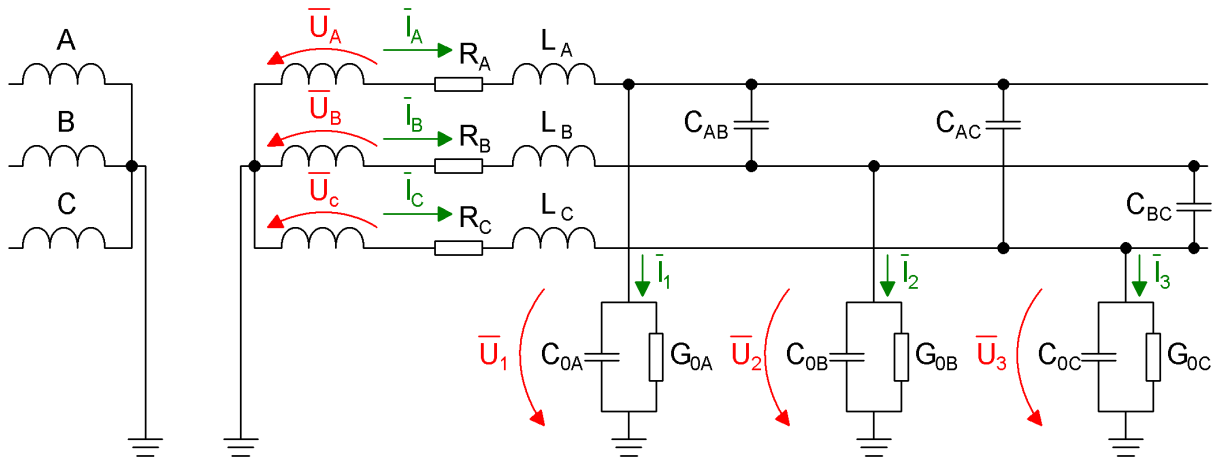 A
U̅A
I̅A
RA
LA
B
U̅B
I̅B
RB
LB
CAB
CAC
C
U̅c
I̅C
RC
LC
CBC
I̅1
I̅2
I̅3
U̅1
C0A
G0A
U̅2
C0B
G0B
U̅3
C0C
G0C